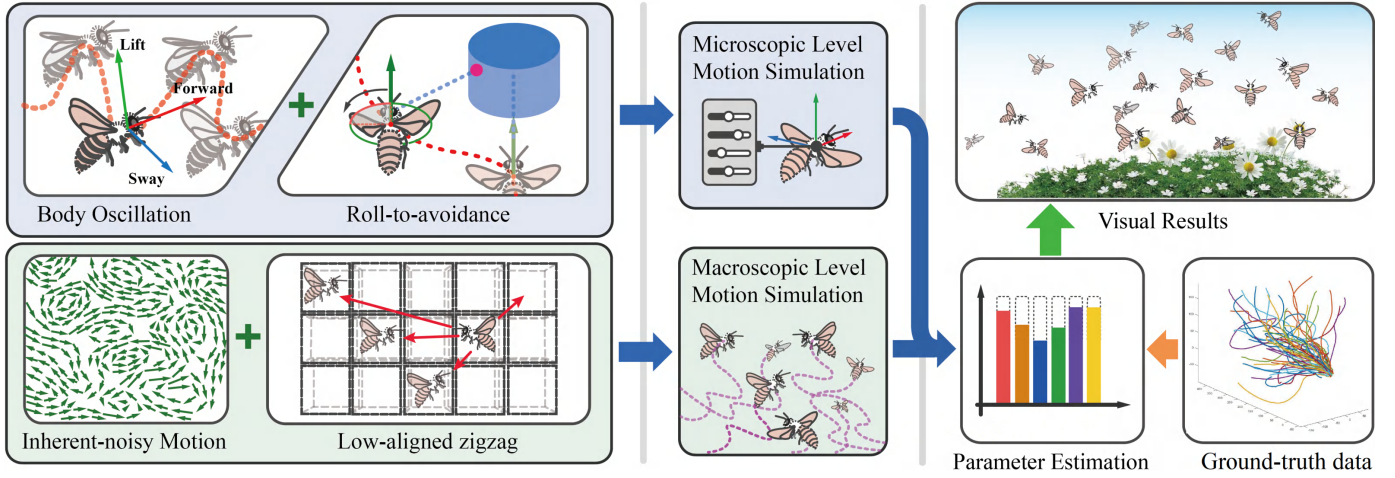 Lift
Forward
Sway
Body Oscillation
Roll-to-avoidance
Inherent-noisy Motion
Low-aligned zigzag
Microscopic Level
Motion Simulation
Macroscopic Level
Motion Simulation
Visual Results
Parameter Estimation
Ground-truth data